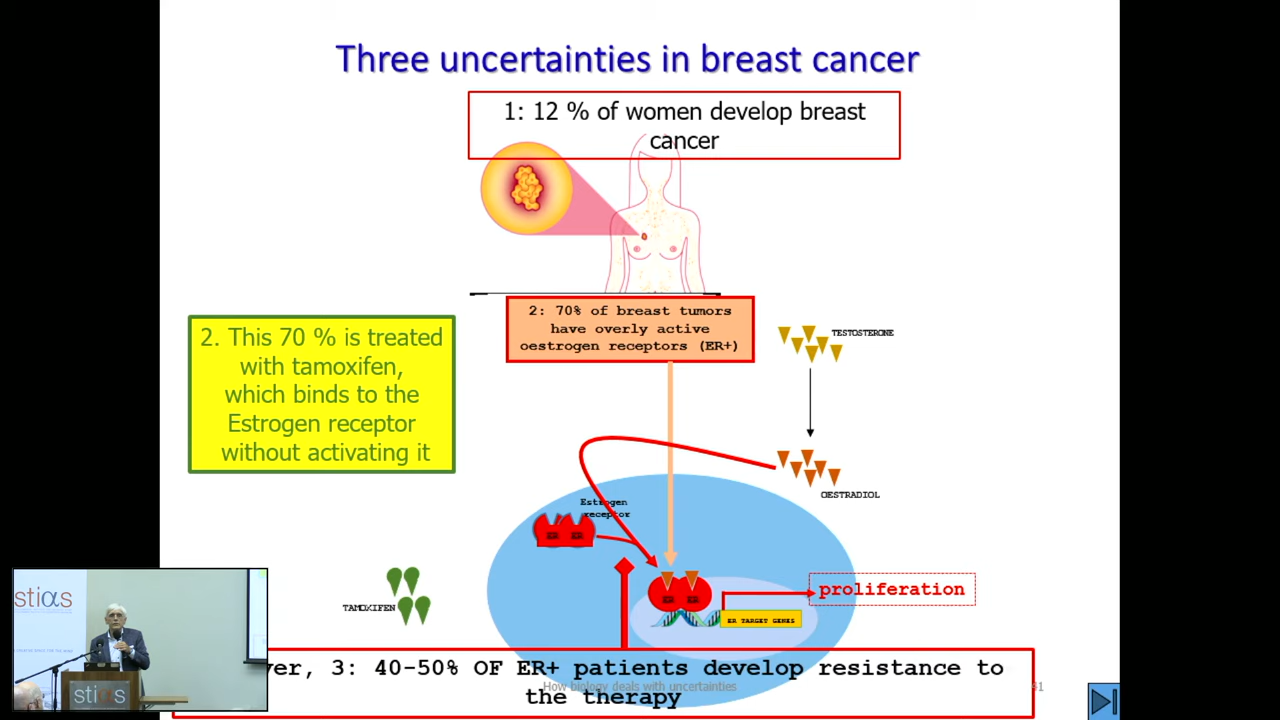 Three uncertainties in breast cancer
1: 12 % of women develop breast
cancer
2: 70% of breast tumors
have overly active
oestrogen receptors (ER+)
2. This 70 % is treated
with tamoxifen,
which binds to the
Estrogen receptor
without activating it
TESTOSTERONE
OESTRADIOL
Estrogen
receptor
ER ER
ER ER
ER TARGET GENES
proliferation
TAMOXIFEN
stias
stias
ver, 3: 40-50% OF ER+ patients develop resistance to
the therapy
How biology deals with uncertainties
41